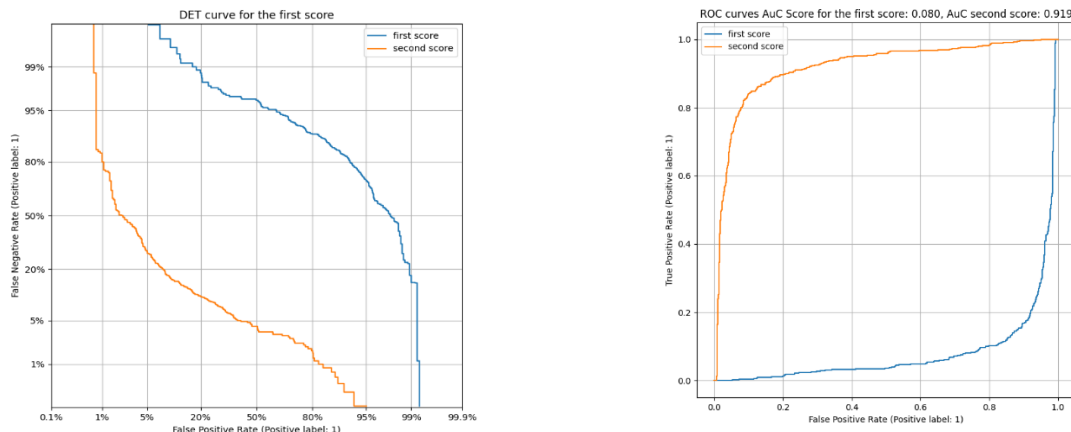 DET curve for the first score
first score
second score
99%
95%
80%
50%
20%
5%
1%
False Negative Rate (Positive label: 1)
0.1% 1% 5% 20% 50% 80% 95% 99% 99.9%
False Positive Rate (Positive label: 1)
ROC curves AuC Score for the first score: 0.080, AuC second score: 0.919
first score
second score
1.0
0.8
0.6
0.4
0.2
0.0
True Positive Rate (Positive label: 1)
0.0 0.2 0.4 0.6 0.8 1.0
False Positive Rate (Positive label: 1)